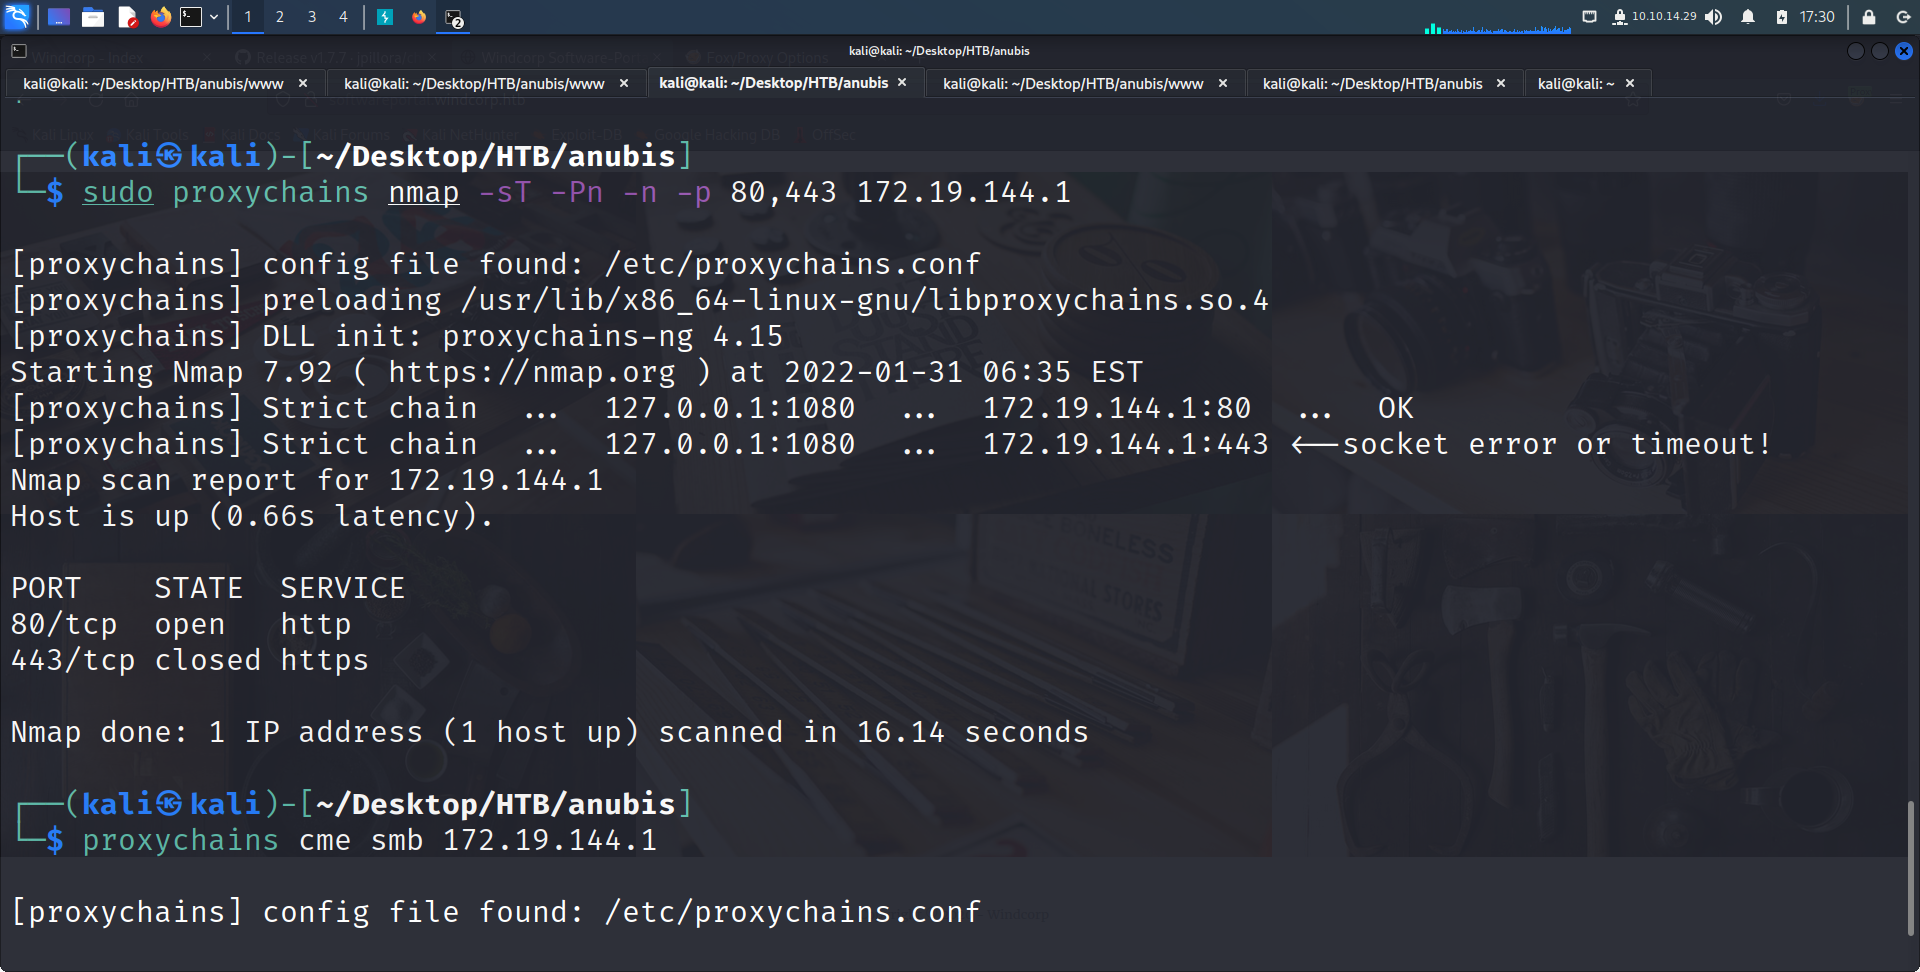 1 2 3 4 2 10.10.14.29 17:30
kali@kali: ~/Desktop/HTB/anubis
kali@kali: ~/Desktop/HTB/anubis/www kali@kali: ~/Desktop/HTB/anubis/www kali@kali: ~/Desktop/HTB/anubis kali@kali: ~/Desktop/HTB/anubis/www kali@kali: ~/Desktop/HTB/anubis kali@kali: ~
┌──(kali㉿kali)-[~/Desktop/HTB/anubis]
└─$ sudo proxychains nmap -sT -Pn -n -p 80,443 172.19.144.1
[proxychains] config file found: /etc/proxychains.conf
[proxychains] preloading /usr/lib/x86_64-linux-gnu/libproxychains.so.4
[proxychains] DLL init: proxychains-ng 4.15
Starting Nmap 7.92 ( https://nmap.org ) at 2022-01-31 06:35 EST
[proxychains] Strict chain  ...  127.0.0.1:1080  ...  172.19.144.1:80  ...  OK
[proxychains] Strict chain  ...  127.0.0.1:1080  ...  172.19.144.1:443 <--socket error or timeout!
Nmap scan report for 172.19.144.1
Host is up (0.66s latency).
PORT    STATE  SERVICE
80/tcp  open   http
443/tcp closed https
Nmap done: 1 IP address (1 host up) scanned in 16.14 seconds
┌──(kali㉿kali)-[~/Desktop/HTB/anubis]
└─$ proxychains cme smb 172.19.144.1
[proxychains] config file found: /etc/proxychains.conf